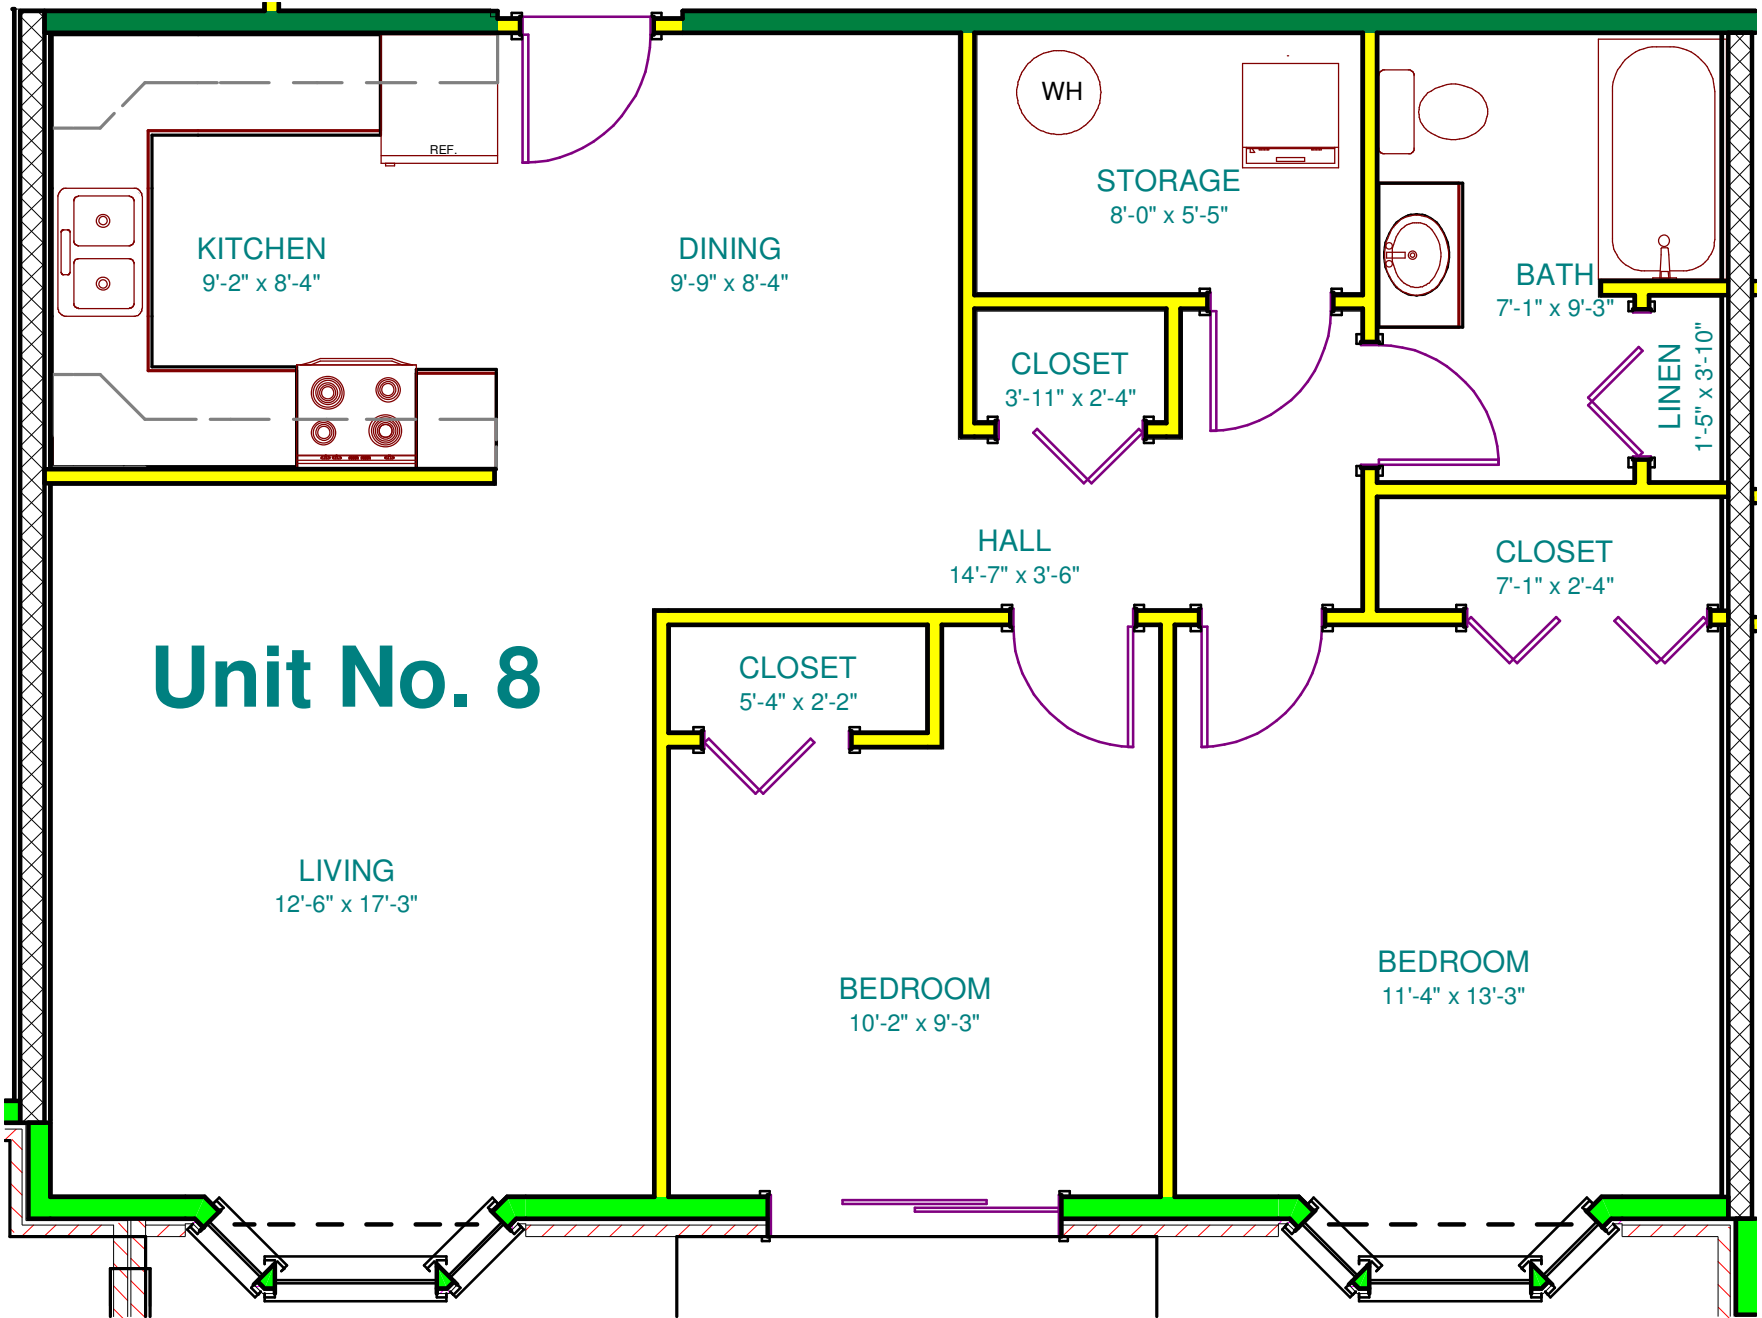 WH
REF.
STORAGE
8'-0" x 5'-5"
KITCHEN
9'-2" x 8'-4"
DINING
9'-9" x 8'-4"
BATH
7'-1" x 9'-3"
CLOSET
3'-11" x 2'-4"
LINEN
1'-5" x 3'-10"
HALL
14'-7" x 3'-6"
CLOSET
7'-1" x 2'-4"
Unit No. 8
CLOSET
5'-4" x 2'-2"
LIVING
12'-6" x 17'-3"
BEDROOM
10'-2" x 9'-3"
BEDROOM
11'-4" x 13'-3"